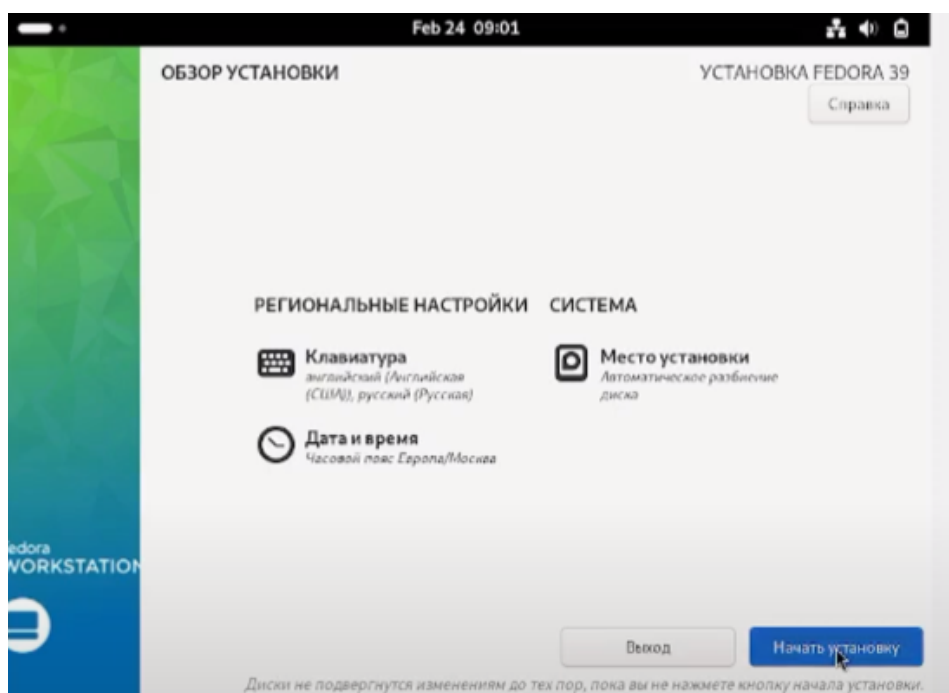 Feb 24 09:01
ОБЗОР УСТАНОВКИ
УСТАНОВКА FEDORA 39
Справка
РЕГИОНАЛЬНЫЕ НАСТРОЙКИ
СИСТЕМА
Клавиатура
английский (Английская
(США)), русский (Русская)
Место установки
Автоматическое разбиение
диска
Дата и время
Часовой пояс Европа/Москва
edora
WORKSTATION
Выход
Начать установку
Диски не подвергнутся изменениям до тех пор, пока вы не нажмете кнопку начала установки.